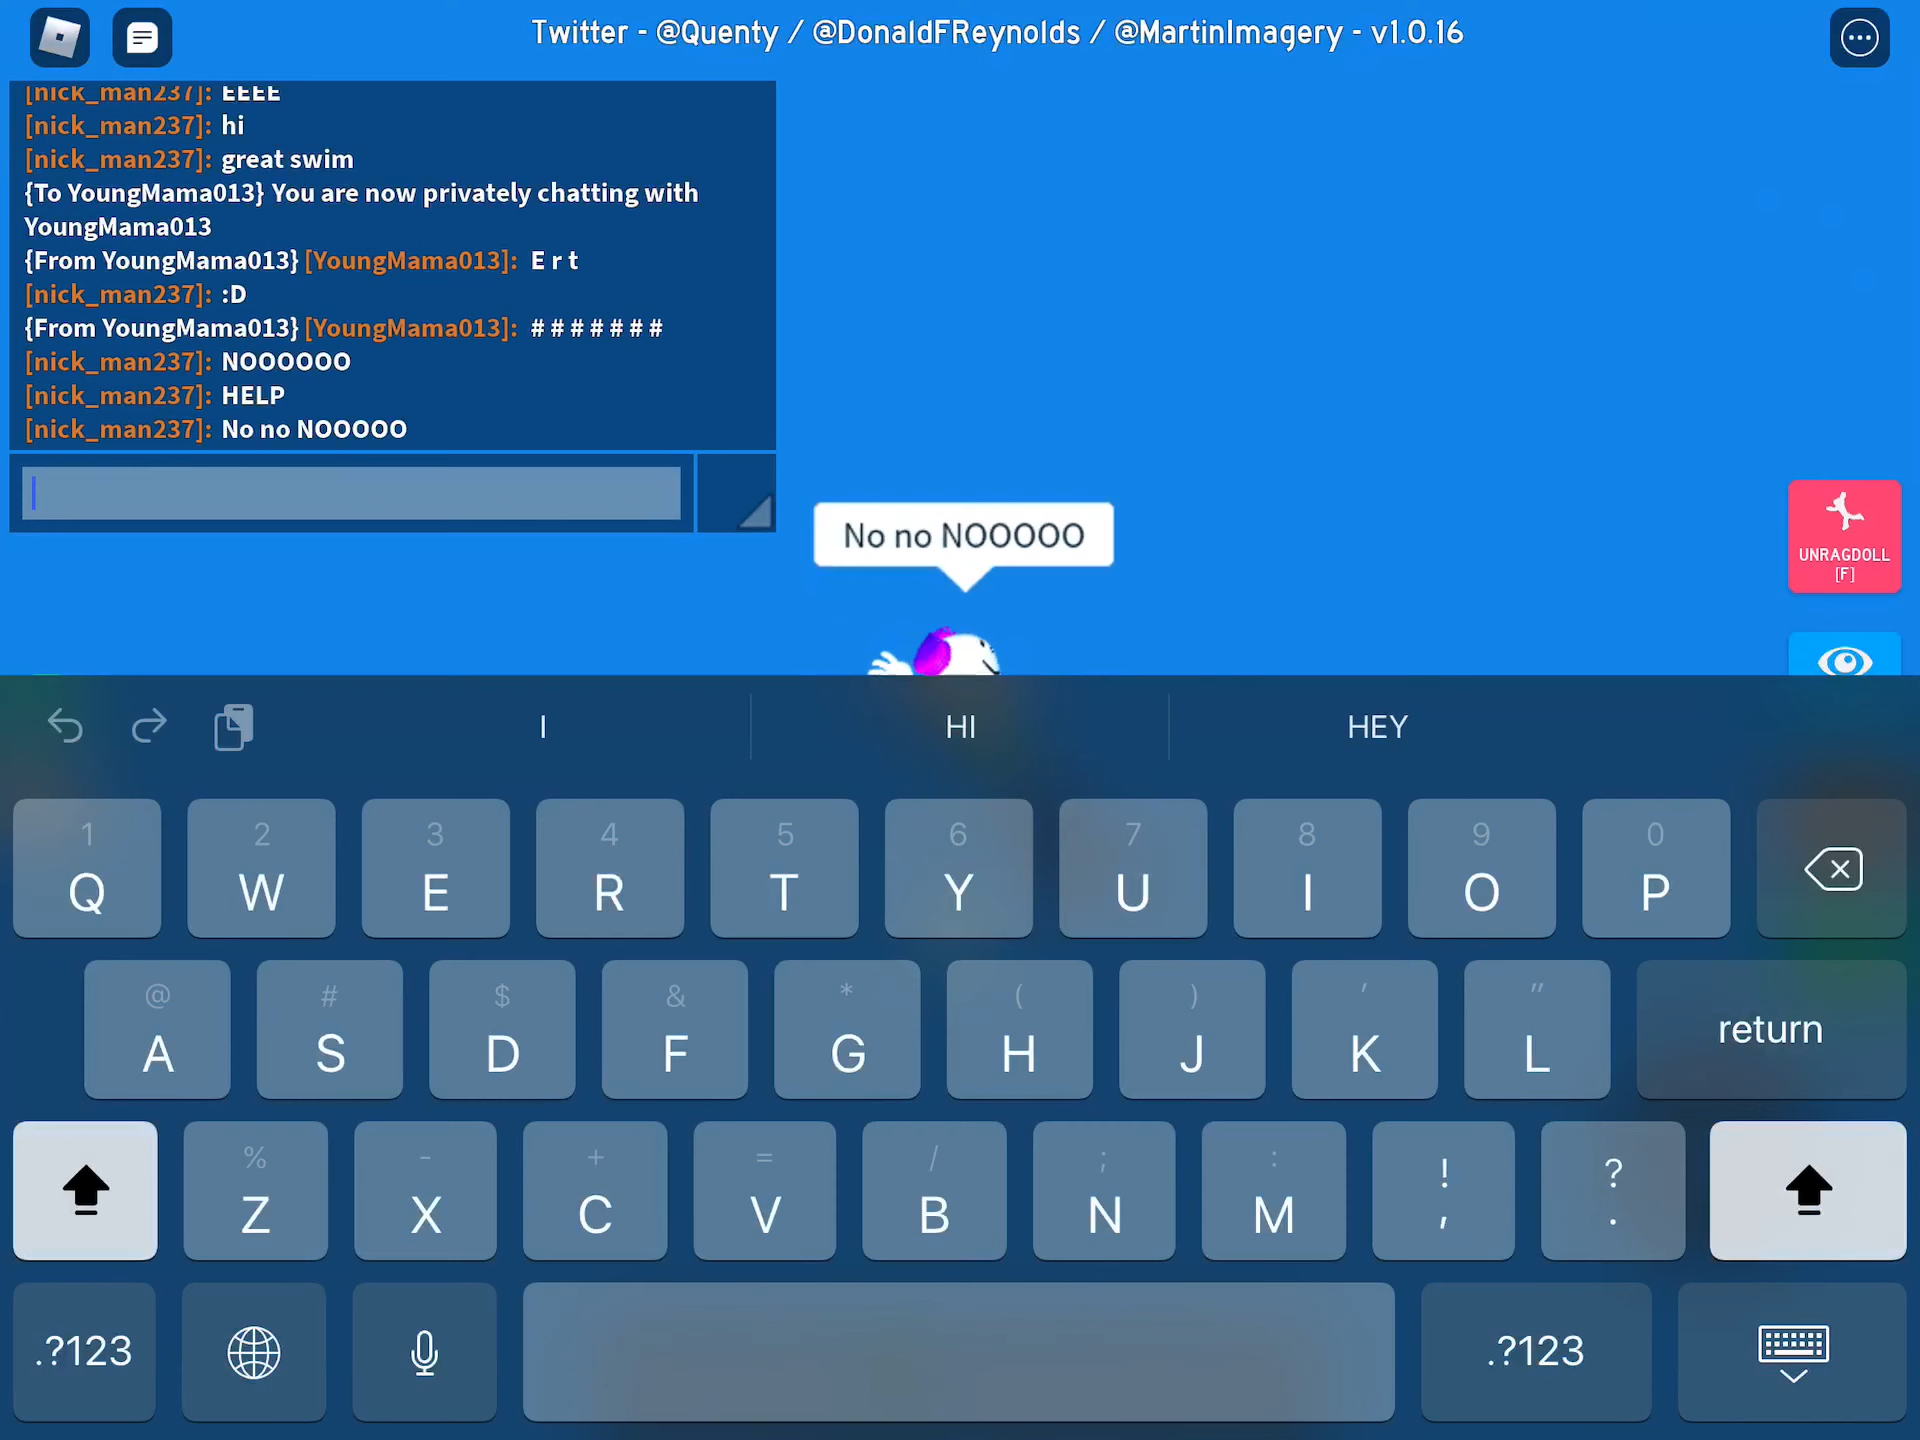 Twitter - @Quenty / @DonaldFReynolds / @MartinImagery - v1.0.16
[nick_man237]: EEEE
[nick_man237]: hi
[nick_man237]: great swim
{To YoungMama013} You are now privately chatting with
YoungMama013
{From YoungMama013} [YoungMama013]: E r t
[nick_man237]: :D
{From YoungMama013} [YoungMama013]: # # # # # # #
[nick_man237]: NOOOOOO
[nick_man237]: HELP
[nick_man237]: No no NOOOOO
No no NOOOOO
UNRAGDOLL
[F]
I HI HEY
1 2 3 4 5 6 7 8 9 0
Q W E R T Y U I O P
@ # $ & * ( ) ' "
A S D F G H J K L return
% - + = / ; : ! ?
Z X C V B N M , .
.?123 .?123